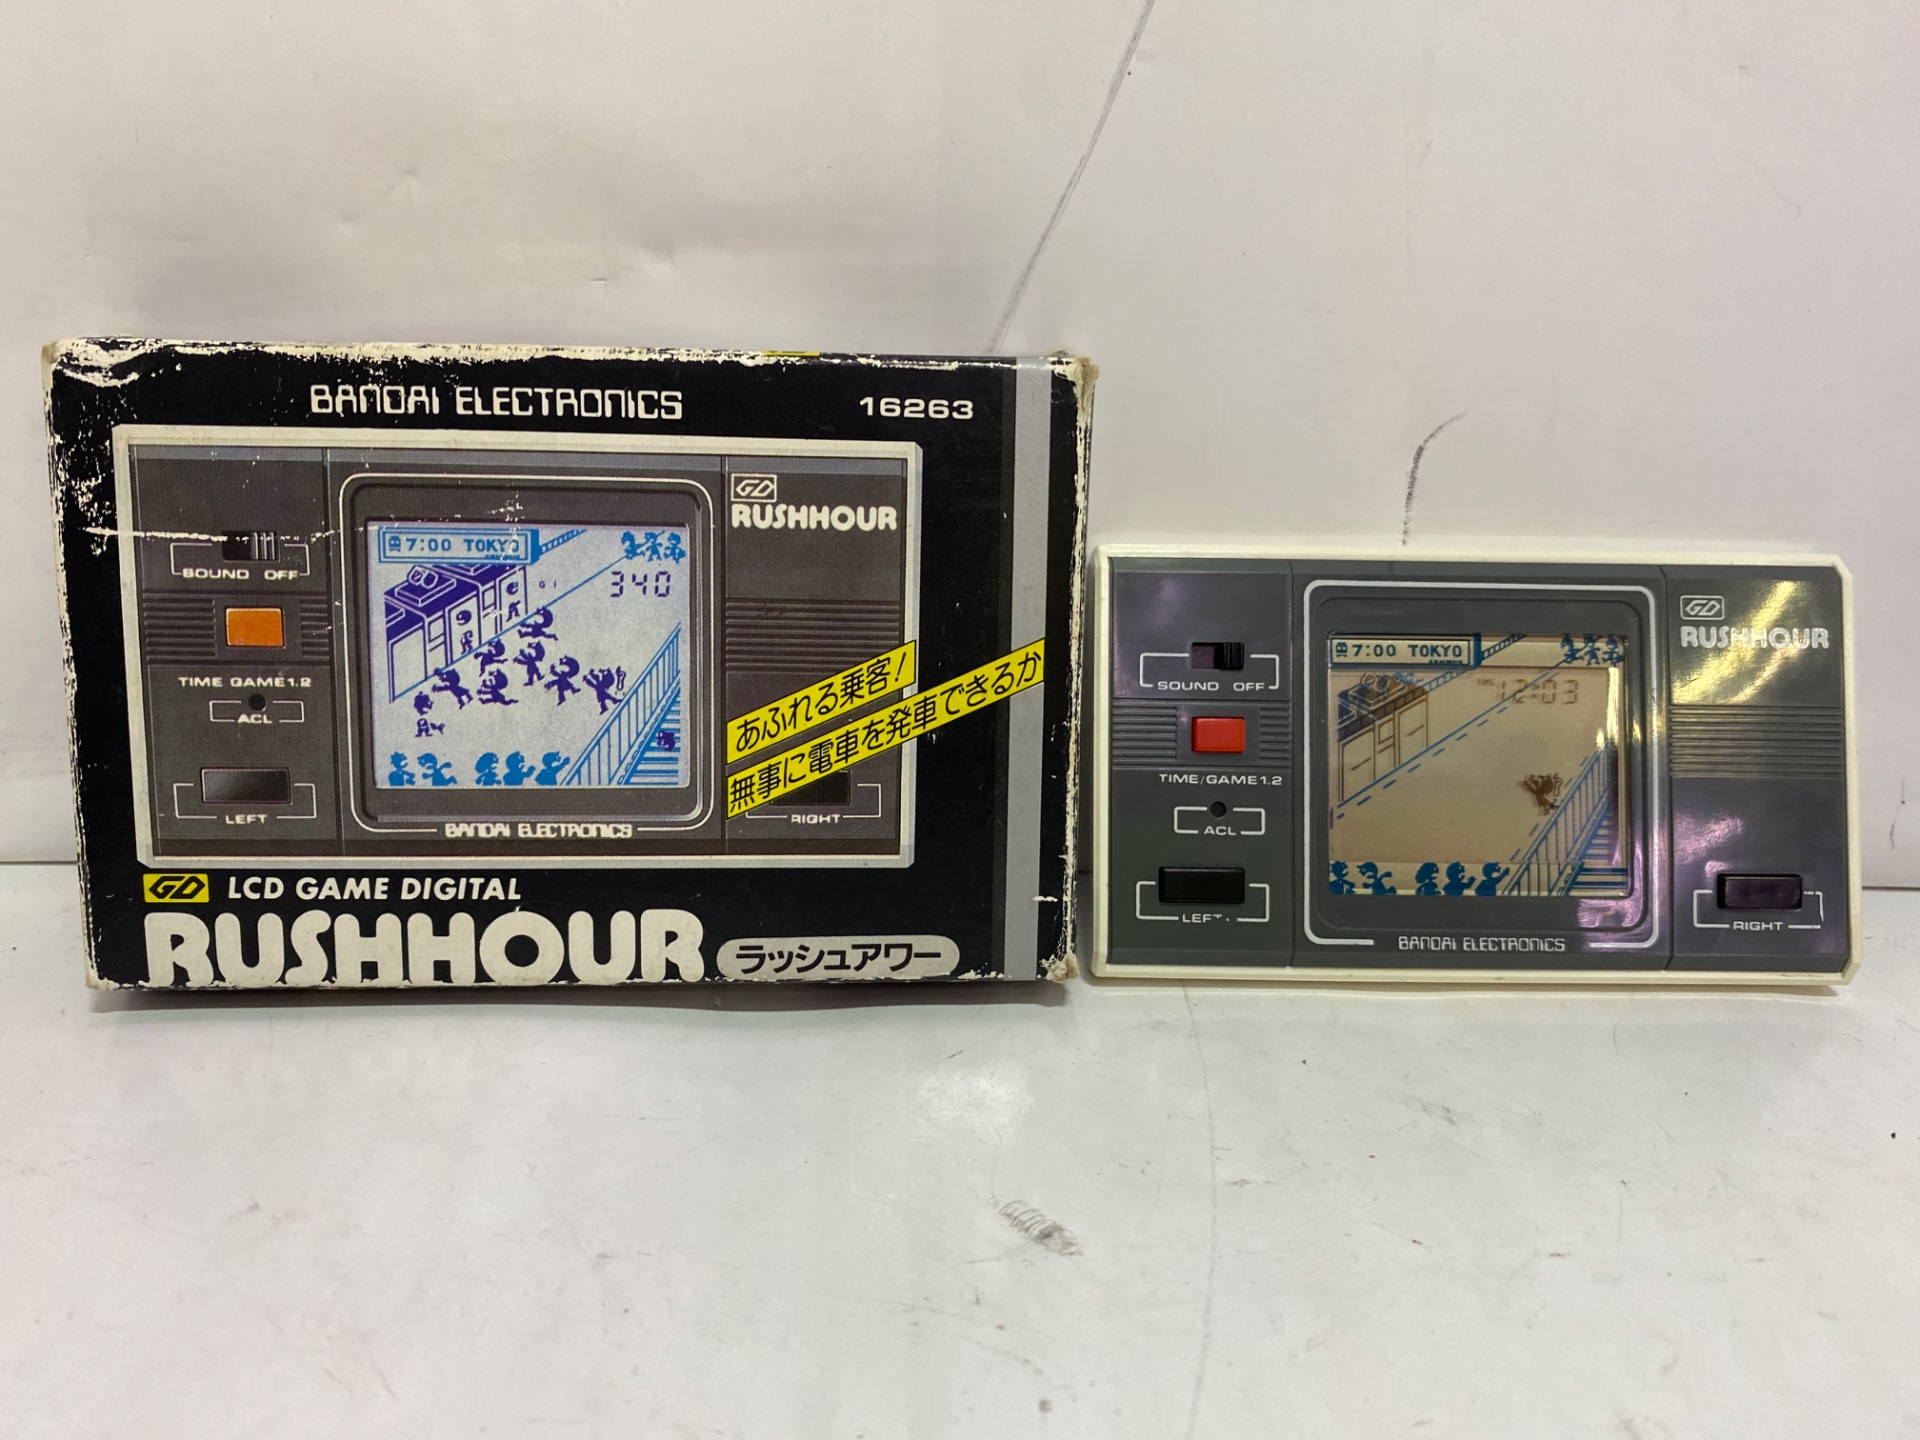 BANDAI ELECTRONICS
16263
GD
RUSHHOUR
7:00 TOKYO
340
SOUND OFF
TIME GAME1.2
ACL
LEFT
RIGHT
BANDAI ELECTRONICS
あふれる乗客!
無事に電車を発車できるか
GD LCD GAME DIGITAL
RUSHHOUR ラッシュアワー
GD
RUSHHOUR
7:00 TOKYO
TIME 12:03
SOUND OFF
TIME/GAME1.2
ACL
LEFT
RIGHT
BANDAI ELECTRONICS